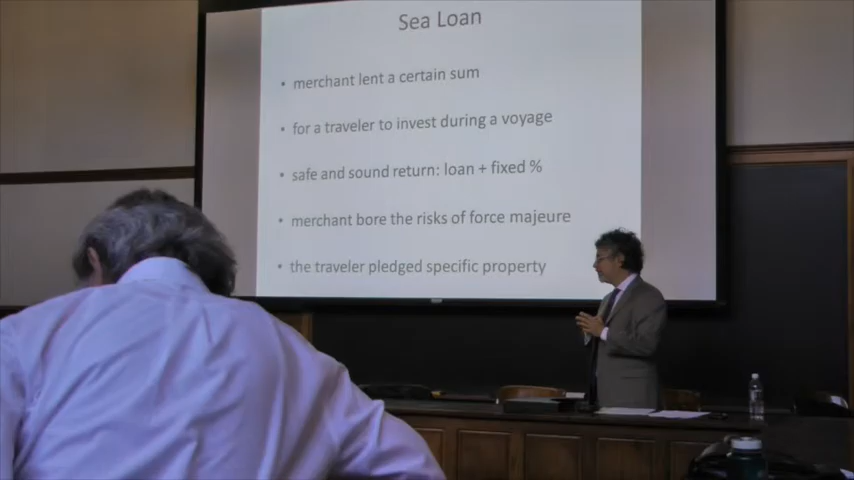 Sea Loan
• merchant lent a certain sum
• for a traveler to invest during a voyage
• safe and sound return: loan + fixed %
• merchant bore the risks of force majeure
• the traveler pledged specific property